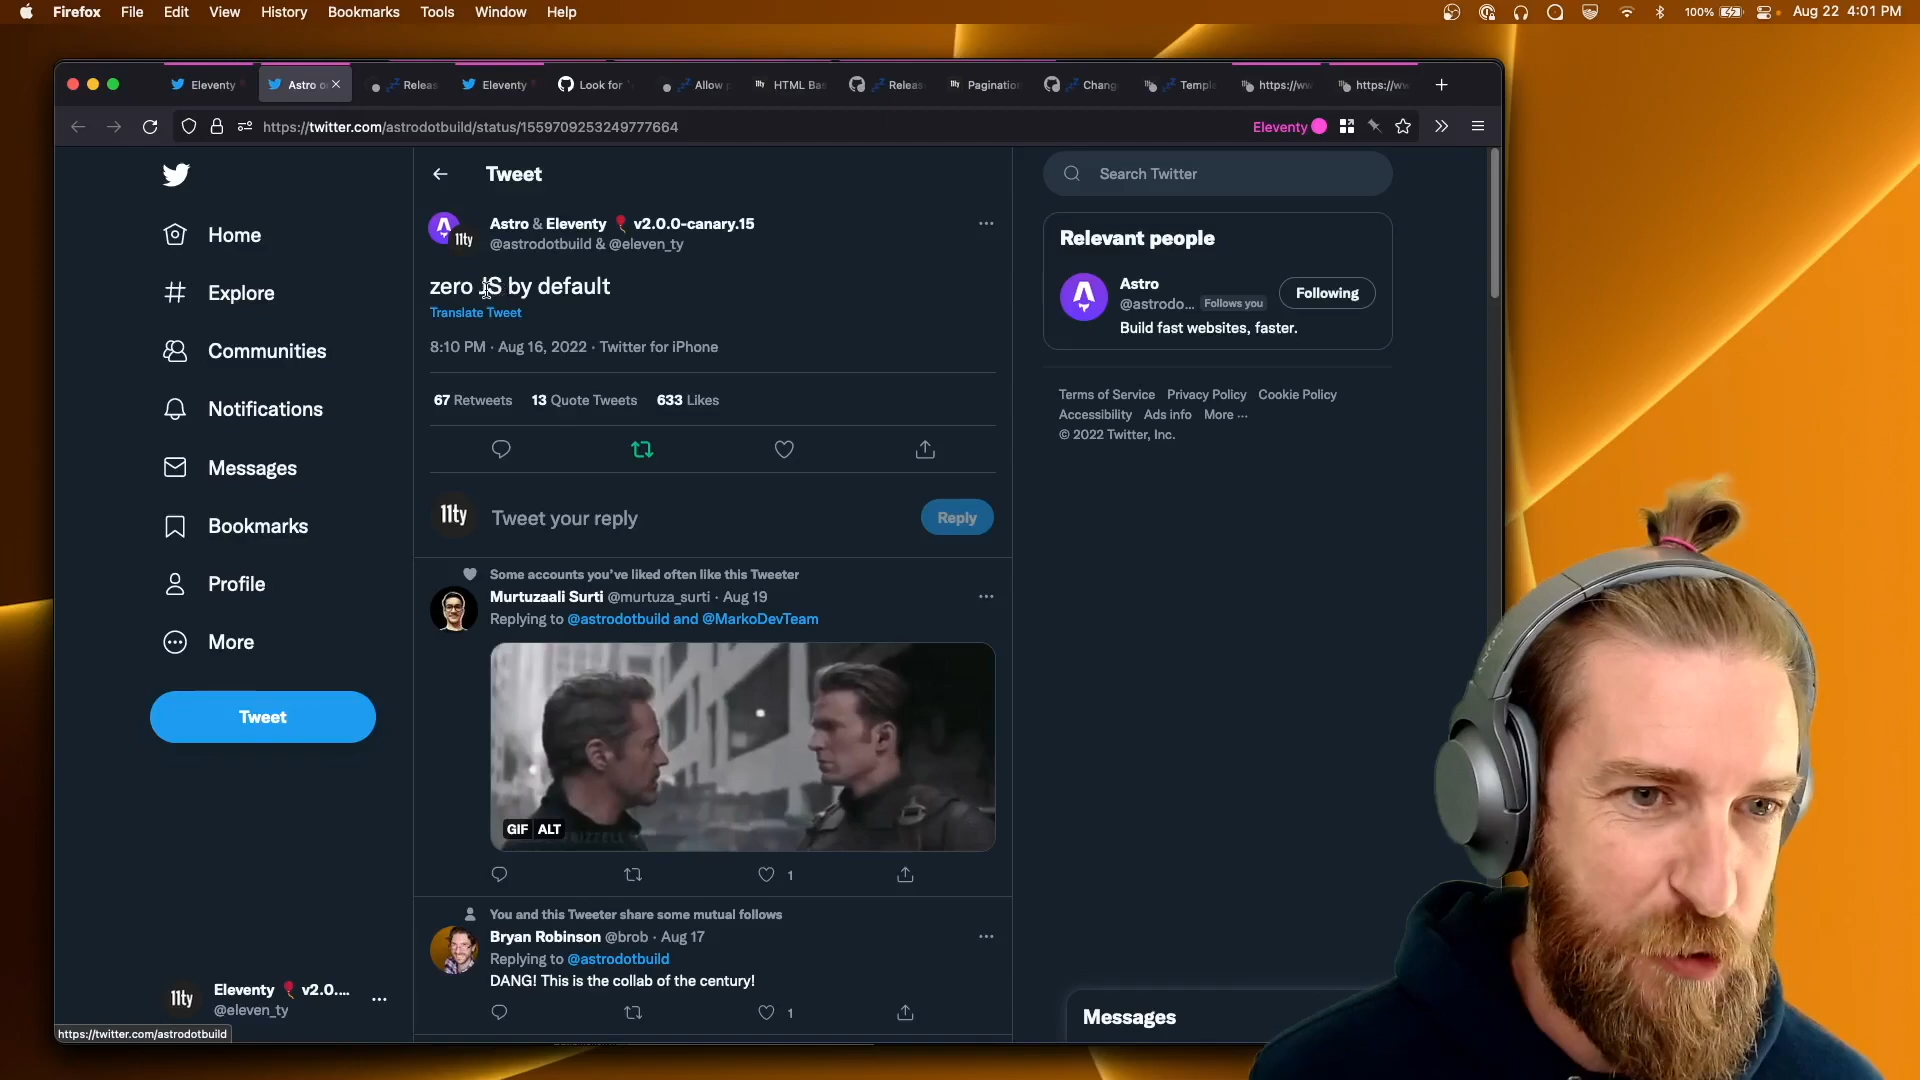 Firefox File Edit View History Bookmarks Tools Window Help
100% Aug 22 4:01 PM
Eleventy Astro o Releas Eleventy Look for Allow HTML Bas Releas Paginatio Chang Templ https://ww https://ww
https://twitter.com/astrodotbuild/status/1559709253249777664
Eleventy
Home
Explore
Communities
Notifications
Messages
Bookmarks
Profile
More
Tweet
11ty
Eleventy v2.0....
@eleven_ty
https://twitter.com/astrodotbuild
Tweet
11ty
Astro & Eleventy v2.0.0-canary.15
@astrodotbuild & @eleven_ty
zero JS by default
Translate Tweet
8:10 PM · Aug 16, 2022 · Twitter for iPhone
67 Retweets 13 Quote Tweets 633 Likes
11ty
Tweet your reply
Reply
Some accounts you've liked often like this Tweeter
Murtuzaali Surti @murtuza_surti · Aug 19
Replying to @astrodotbuild and @MarkoDevTeam
GIF ALT
1
You and this Tweeter share some mutual follows
Bryan Robinson @brob · Aug 17
Replying to @astrodotbuild
DANG! This is the collab of the century!
1
Search Twitter
Relevant people
Astro
@astrodo... Follows you
Following
Build fast websites, faster.
Terms of Service Privacy Policy Cookie Policy
Accessibility Ads info More ···
© 2022 Twitter, Inc.
Messages
SONY